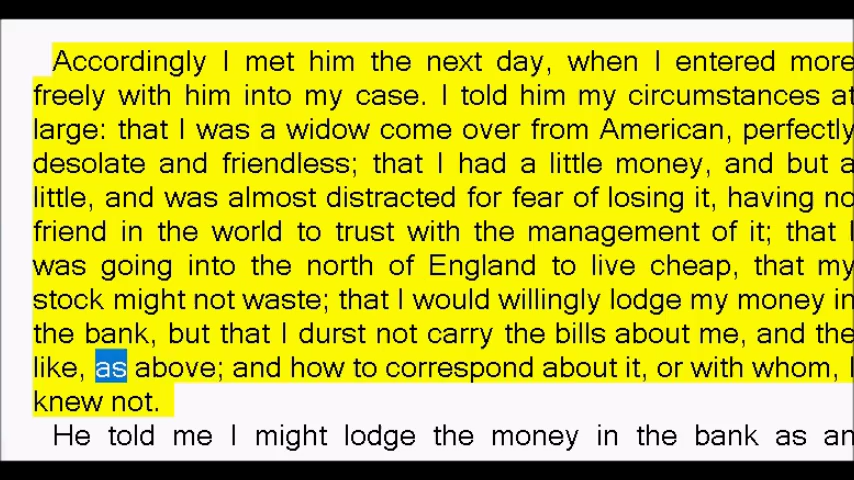 Accordingly I met him the next day, when I entered more
freely with him into my case. I told him my circumstances at
large: that I was a widow come over from American, perfectly
desolate and friendless; that I had a little money, and but a
little, and was almost distracted for fear of losing it, having no
friend in the world to trust with the management of it; that I
was going into the north of England to live cheap, that my
stock might not waste; that I would willingly lodge my money in
the bank, but that I durst not carry the bills about me, and the
like, as above; and how to correspond about it, or with whom, I
knew not.
He told me I might lodge the money in the bank as an